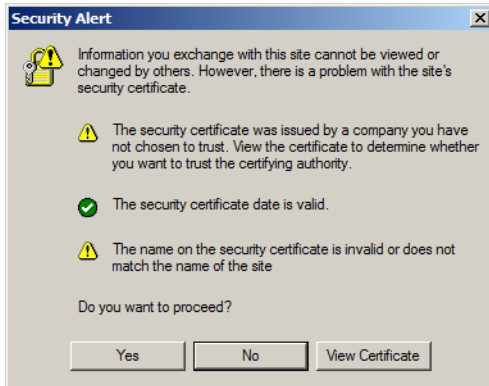 Security Alert
Information you exchange with this site cannot be viewed or
changed by others. However, there is a problem with the site's
security certificate.
The security certificate was issued by a company you have
not chosen to trust. View the certificate to determine whether
you want to trust the certifying authority.
The security certificate date is valid.
The name on the security certificate is invalid or does not
match the name of the site
Do you want to proceed?
Yes
No
View Certificate